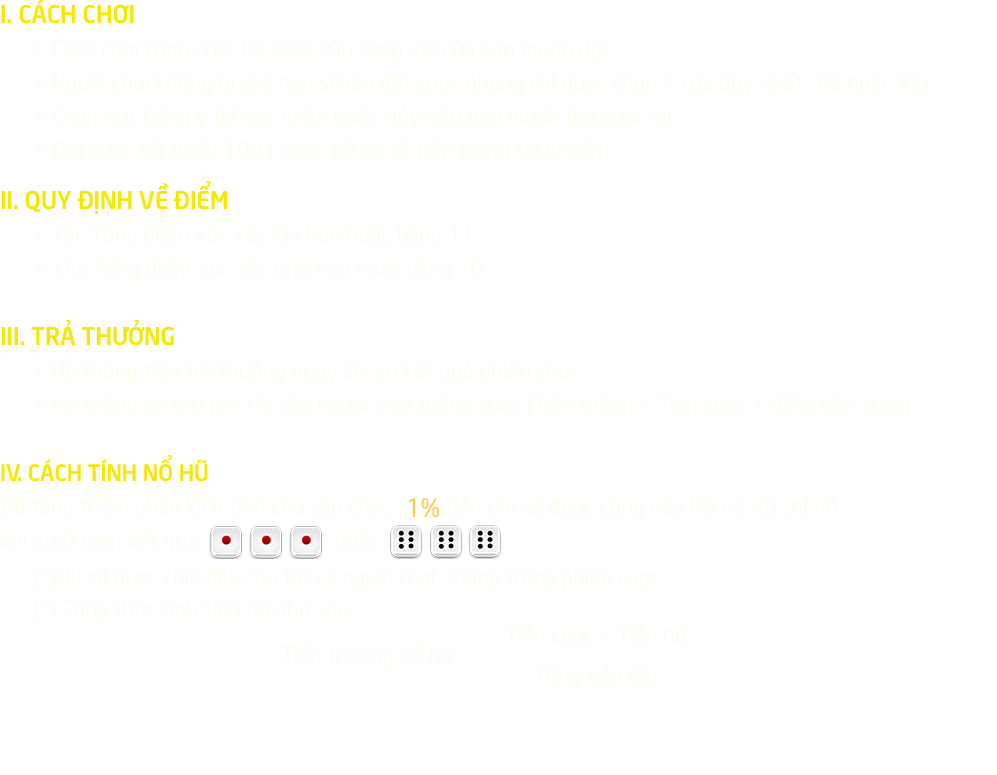 I. CÁCH CHƠI
+ Cách chơi chọn cửa: Tài hoặc Xỉu cùng với cửa bạn muốn đặt
+ Người chơi không bị giới hạn số lần đặt cược nhưng chỉ được chọn 1 cửa duy nhất: Tài hoặc Xỉu
+ Chọn nút Đồng ý để xác nhận hoặc Hủy nếu bạn muốn đặt cược lại
+ Đặt cược tối thiểu 100 hoặc tối đa số tiền trong tài khoản
II. QUY ĐỊNH VỀ ĐIỂM
+ Tài: Tổng điểm xúc xắc lớn hơn hoặc bằng 11
+ Xỉu: Tổng điểm xúc xắc nhỏ hơn hoặc bằng 10
III. TRẢ THƯỞNG
+ Hệ thống tiến trả thưởng ngay khi có kết quả phiên chơi
+ Hệ thống sẽ thu phí 1% của người chơi thắng cược (Tiền thắng = Tiền cược + 99% tiền cược)
IV. CÁCH TÍNH NỔ HŨ
Để tăng thêm phần kịch tính cho sân chơi, 1% tiền phí sẽ được cộng vào Hũ và Hũ chỉ nổ
khi xuất hiện kết quả hoặc
(*)Hũ sẽ được chia đều cho tất cả người chơi thắng trong phiên cược
(*) Công thức tính tiền hũ như sau:
Tiền cược x Tiền hũ
Tiền thưởng nổ hũ =
Tổng tiền đặt